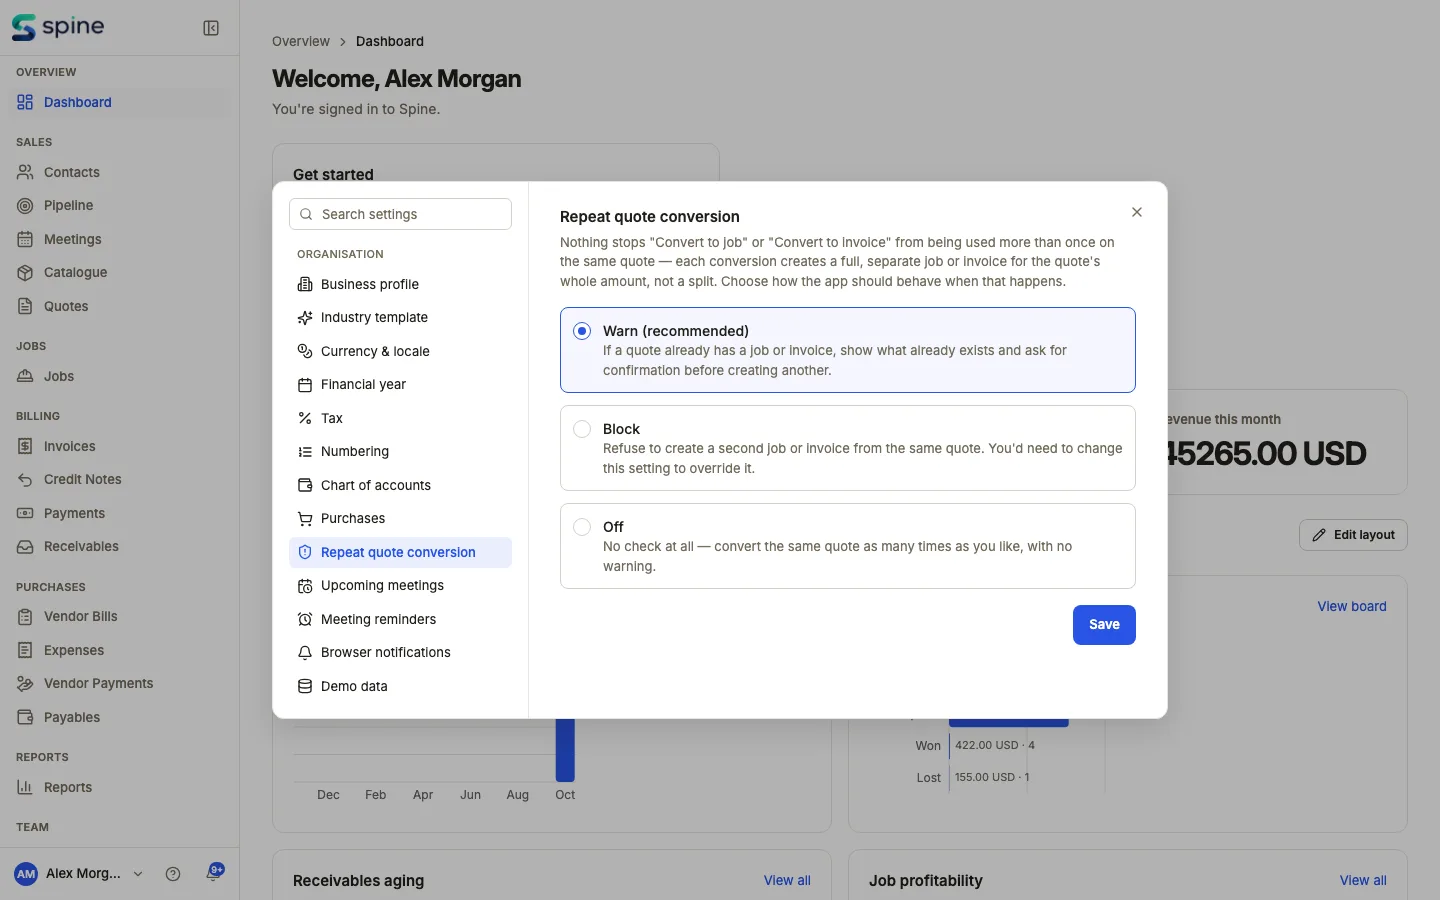 spine
OVERVIEW
Dashboard
SALES
Contacts
Pipeline
Meetings
Catalogue
Quotes
JOBS
Jobs
BILLING
Invoices
Credit Notes
Payments
Receivables
PURCHASES
Vendor Bills
Expenses
Vendor Payments
Payables
REPORTS
Reports
TEAM
AM
Alex Morg...
9+
Overview > Dashboard
Welcome, Alex Morgan
You're signed in to Spine.
Get started
Search settings
ORGANISATION
Business profile
Industry template
Currency & locale
Financial year
Tax
Numbering
Chart of accounts
Purchases
Repeat quote conversion
Upcoming meetings
Meeting reminders
Browser notifications
Demo data
Repeat quote conversion
Nothing stops "Convert to job" or "Convert to invoice" from being used more than once on
the same quote — each conversion creates a full, separate job or invoice for the quote's
whole amount, not a split. Choose how the app should behave when that happens.
Warn (recommended)
If a quote already has a job or invoice, show what already exists and ask for
confirmation before creating another.
Block
Refuse to create a second job or invoice from the same quote. You'd need to change
this setting to override it.
Off
No check at all — convert the same quote as many times as you like, with no
warning.
Save
evenue this month
45265.00 USD
Edit layout
View board
Dec Feb Apr Jun Aug Oct
Won 422.00 USD · 4
Lost 155.00 USD · 1
Receivables aging
View all
Job profitability
View all